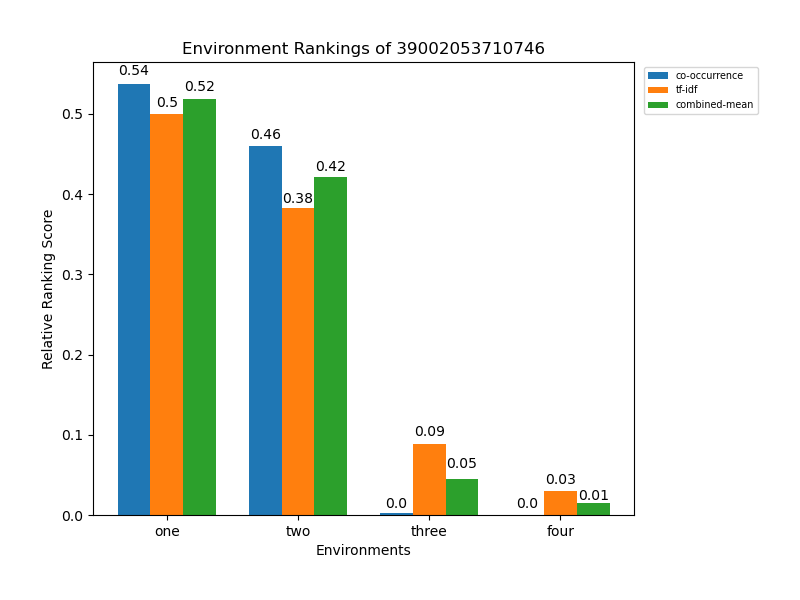 Environment Rankings of 39002053710746
co-occurrence
tf-idf
combined-mean
0.54
0.5
0.52
0.46
0.38
0.42
0.0
0.09
0.05
0.0
0.03
0.01
Relative Ranking Score
0.5
0.4
0.3
0.2
0.1
0.0
one two three four
Environments